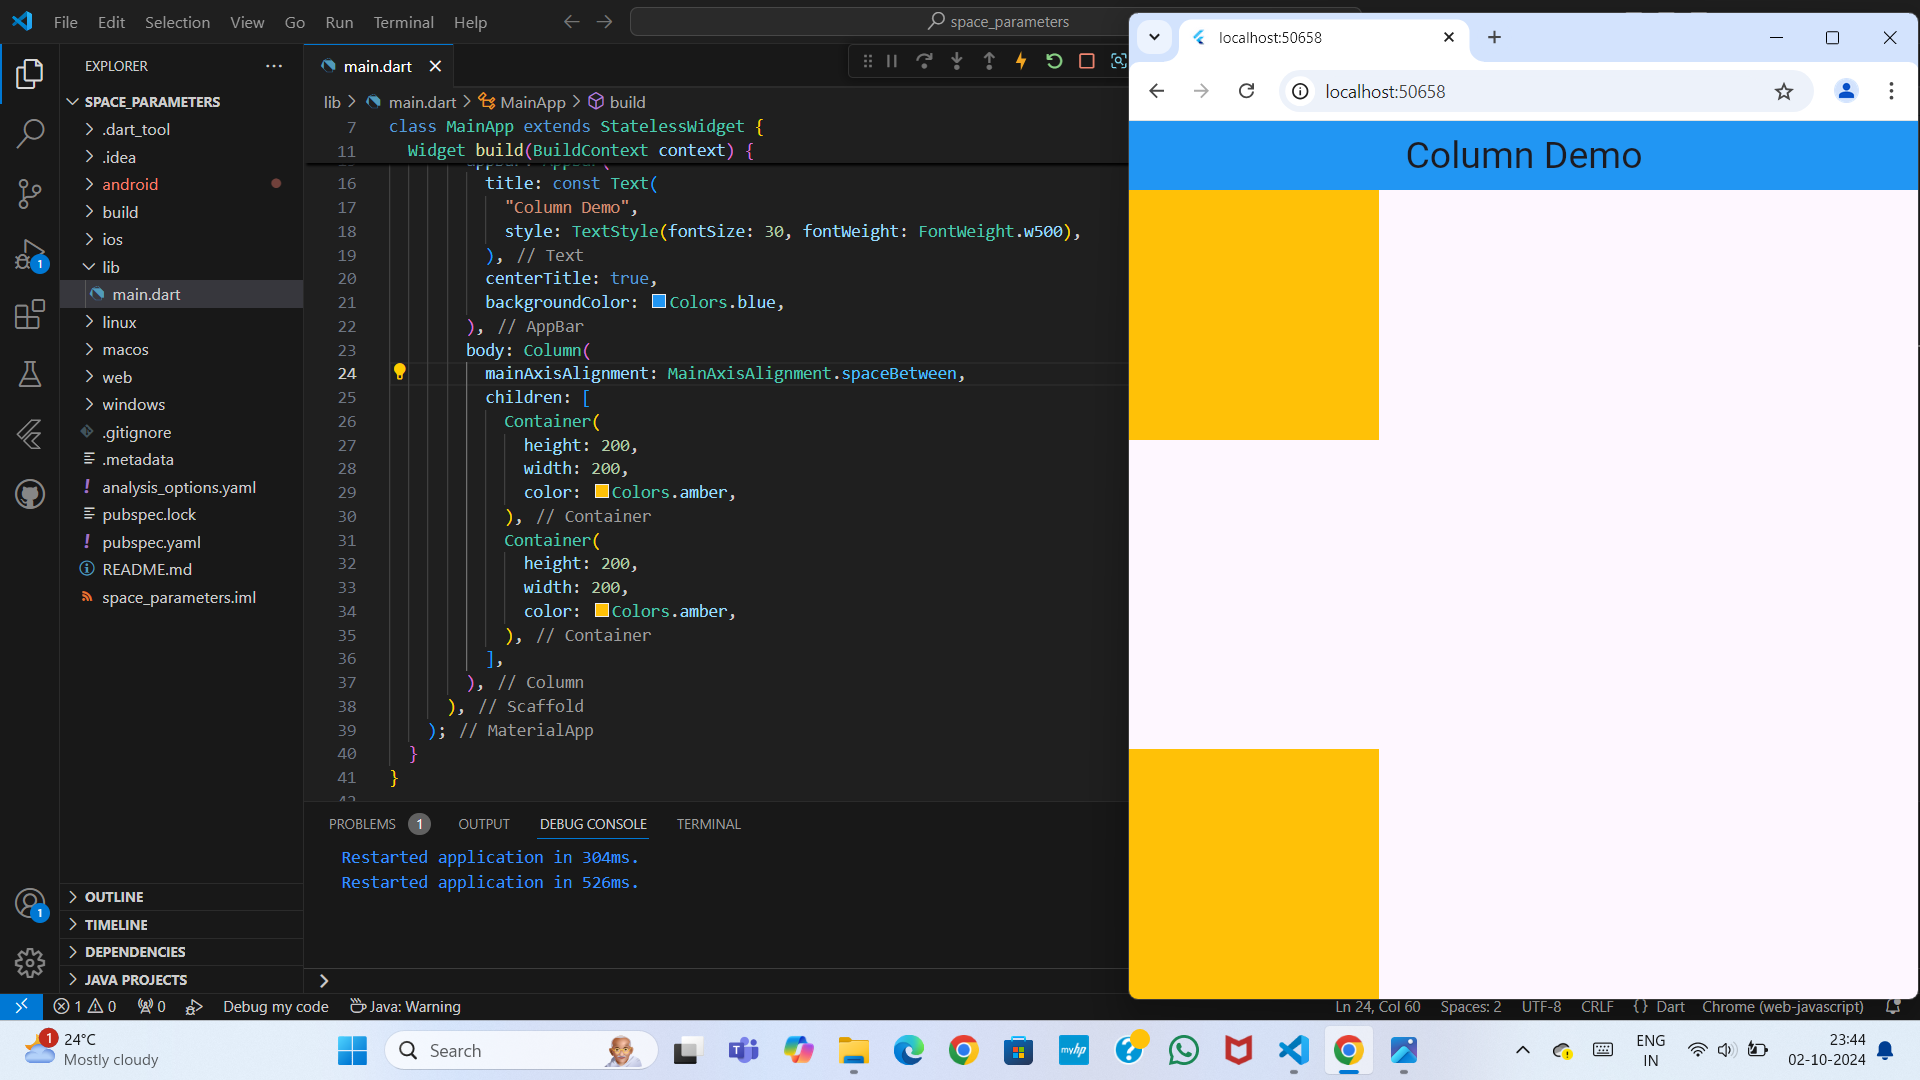 File Edit Selection View Go Run Terminal Help
space_parameters
EXPLORER
SPACE_PARAMETERS
.dart_tool
.idea
android
build
ios
lib
main.dart
linux
macos
web
windows
.gitignore
.metadata
analysis_options.yaml
pubspec.lock
pubspec.yaml
README.md
space_parameters.iml
OUTLINE
TIMELINE
DEPENDENCIES
JAVA PROJECTS
1
1
main.dart
lib > main.dart > MainApp > build
7 class MainApp extends StatelessWidget {
11 Widget build(BuildContext context) {
16 title: const Text(
17 "Column Demo",
18 style: TextStyle(fontSize: 30, fontWeight: FontWeight.w500),
19 ), // Text
20 centerTitle: true,
21 backgroundColor: Colors.blue,
22 ), // AppBar
23 body: Column(
24 mainAxisAlignment: MainAxisAlignment.spaceBetween,
25 children: [
26 Container(
27 height: 200,
28 width: 200,
29 color: Colors.amber,
30 ), // Container
31 Container(
32 height: 200,
33 width: 200,
34 color: Colors.amber,
35 ), // Container
36 ],
37 ), // Column
38 ), // Scaffold
39 ); // MaterialApp
40 }
41 }
PROBLEMS 1 OUTPUT DEBUG CONSOLE TERMINAL
Restarted application in 304ms.
Restarted application in 526ms.
localhost:50658
localhost:50658
Column Demo
1 0 0 Debug my code Java: Warning
Ln 24, Col 60 Spaces: 2 UTF-8 CRLF {} Dart Chrome (web-javascript)
1
24°C
Mostly cloudy
Search
myhp
ENG
IN
23:44
02-10-2024